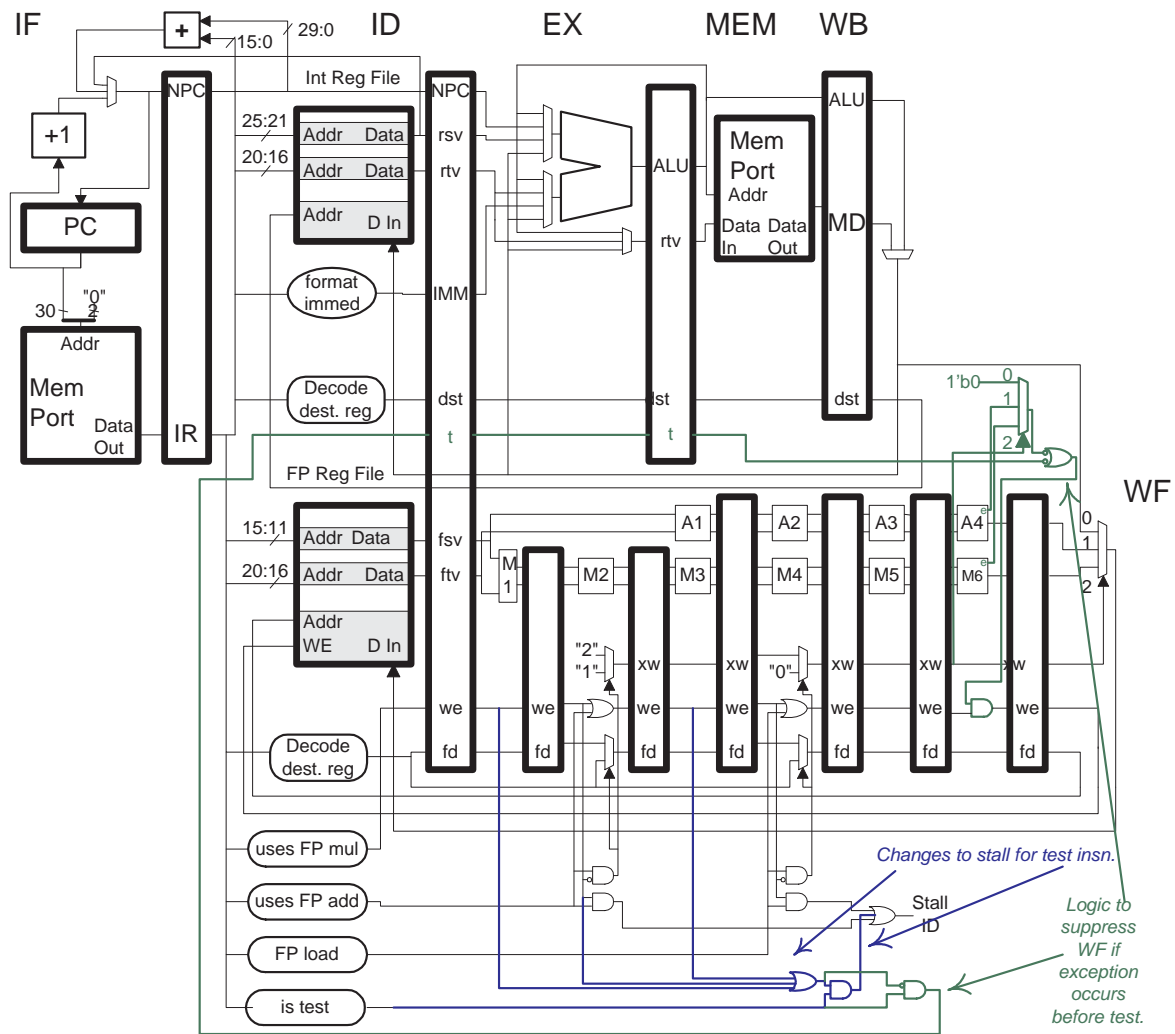 IF
ID
EX
MEM
WB
+
29:0
15:0
NPC
Int Reg File
NPC
ALU
+1
25:21
Addr
Data
rsv
20:16
Addr
Data
rtv
ALU
Mem
Port
Addr
PC
Addr
D In
Data
In
Data
Out
rtv
MD
format
immed
IMM
30
"0"
2
Addr
Mem
Port
Data
Out
IR
Decode
dest. reg
dst
dst
dst
1'b0
0
1
2
t
t
FP Reg File
WF
15:11
Addr
Data
fsv
A1
A2
A3
A4
e
0
1
20:16
Addr
Data
ftv
M
1
M2
M3
M4
M5
M6
e
2
Addr
WE
D In
"2"
"1"
xw
xw
"0"
xw
xw
xw
we
we
we
we
we
we
we
Decode
dest. reg
fd
fd
fd
fd
fd
fd
fd
uses FP mul
Changes to stall for test insn.
uses FP add
Stall
ID
Logic to
suppress
WF if
exception
occurs
before test.
FP load
is test